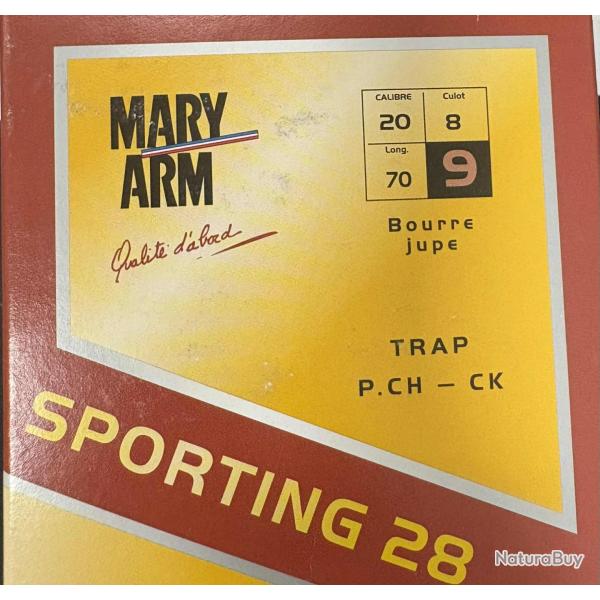 MARY
ARM
Qualité d'abord
CALIBRE Culot
20 8
Long.
70 9
Bourre
jupe
TRAP
P.CH – CK
SPORTING 28
NaturaBuy